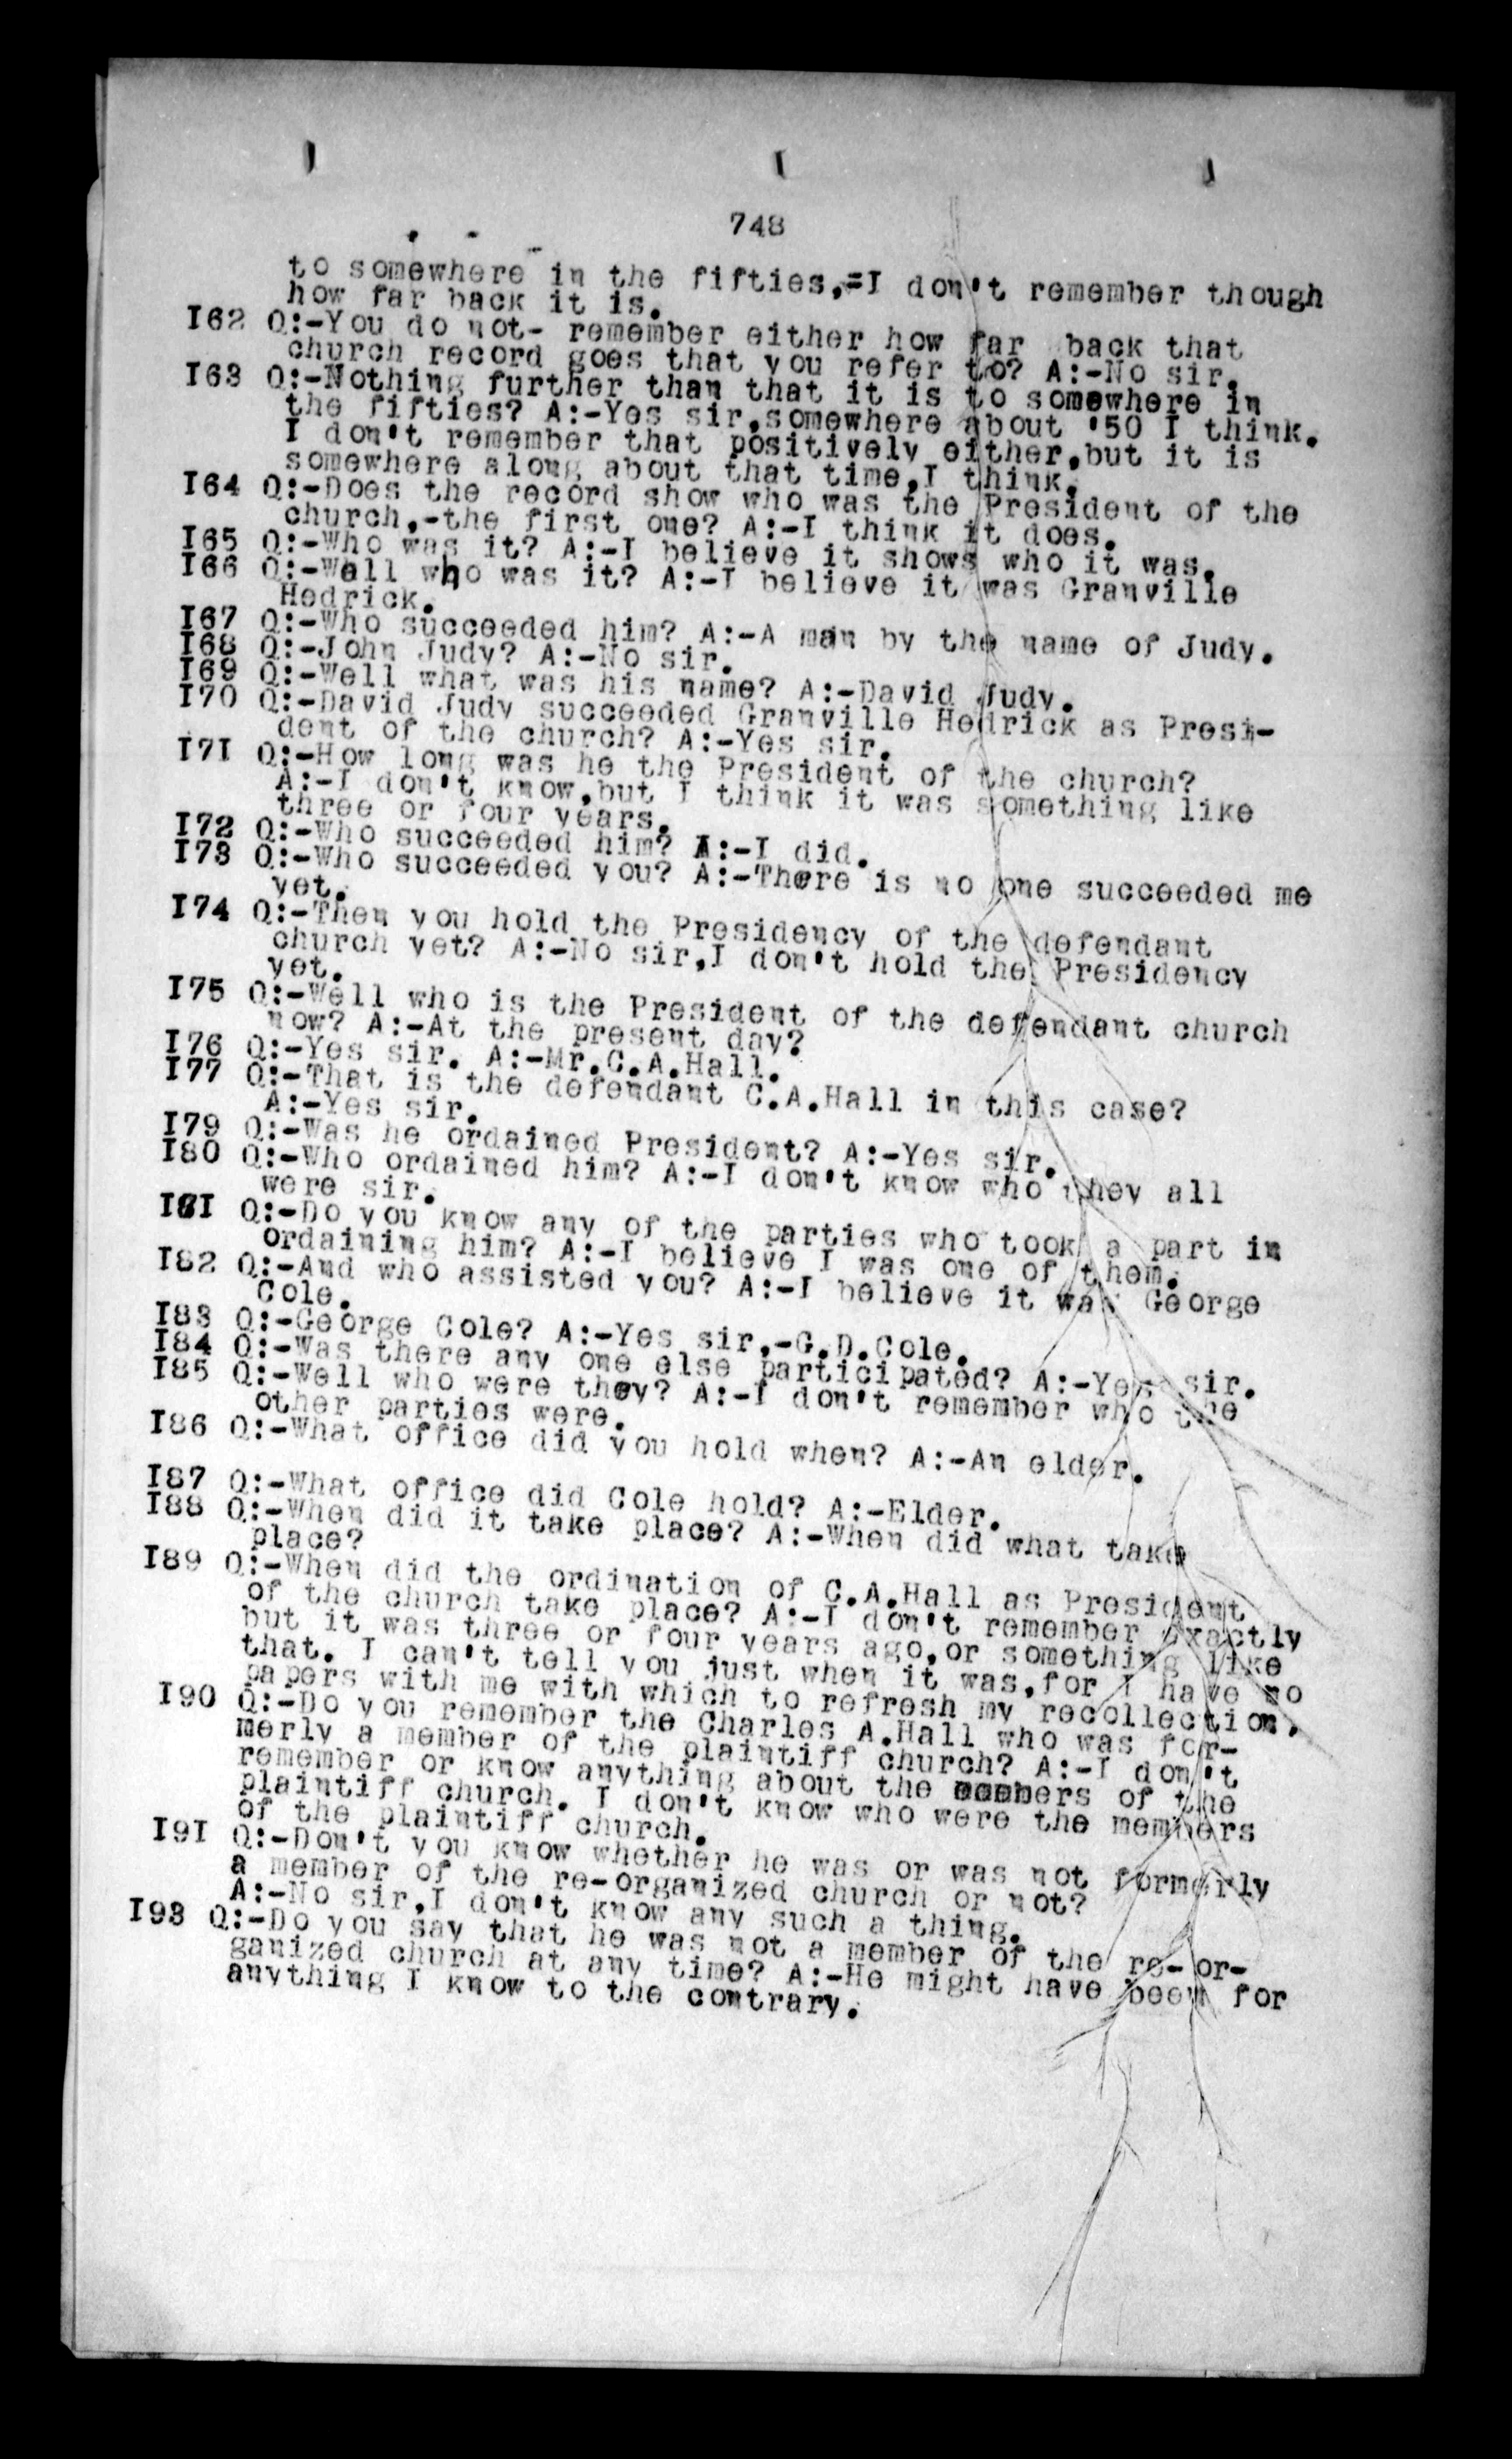 748
to somewhere in the fifties,=I don't remember though
how far back it is.
I62 Q:-You do not- remember either how far back that
church record goes that you refer to? A:-No sir.
I63 Q:-Nothing further than that it is to somewhere in
the fifties? A:-Yes sir,somewhere about '50 I think.
I don't remember that positively either,but it is
somewhere along about that time,I think.
I64 Q:-Does the record show who was the President of the
church,-the first one? A:-I think it does.
I65 Q:-Who was it? A:-I believe it shows who it was.
I66 Q:-Well who was it? A:-I believe it was Granville
Hedrick.
I67 Q:-Who succeeded him? A:-A man by the name of Judy.
I68 Q:-John Judy? A:-No sir.
I69 Q:-Well what was his name? A:-David Judy.
I70 Q:-David Judy succeeded Granville Hedrick as Presi-
dent of the church? A:-Yes sir.
I7I Q:-How long was he the President of the church?
A:-I don't know,but I think it was something like
three or four years.
I72 Q:-Who succeeded him? A:-I did.
I73 Q:-Who succeeded you? A:-There is no one succeeded me
yet.
I74 Q:-Then you hold the Presidency of the defendant
church yet? A:-No sir,I don't hold the Presidency
yet.
I75 Q:-Well who is the President of the defendant church
now? A:-At the present day?
I76 Q:-Yes sir. A:-Mr.C.A.Hall.
I77 Q:-That is the defendant C.A.Hall in this case?
A:-Yes sir.
I79 Q:-Was he ordained President? A:-Yes sir.
I80 Q:-Who ordained him? A:-I don't know who they all
were sir.
I8I Q:-Do you know any of the parties who took a part in
ordaining him? A:-I believe I was one of them.
I82 Q:-And who assisted you? A:-I believe it was George
Cole.
I83 Q:-George Cole? A:-Yes sir,-G.D.Cole.
I84 Q:-Was there any one else participated? A:-Yes sir.
I85 Q:-Well who were they? A:-I don't remember who the
other parties were.
I86 Q:-What office did you hold when? A:-An elder.
I87 Q:-What office did Cole hold? A:-Elder.
I88 Q:-When did it take place? A:-When did what take
place?
I89 Q:-When did the ordination of C.A.Hall as President
of the church take place? A:-I don't remember exactly
but it was three or four years ago,or something like
that. I can't tell you just when it was,for I have no
papers with me with which to refresh my recollection.
I90 Q:-Do you remember the Charles A.Hall who was for-
merly a member of the plaintiff church? A:-I don't
remember or know anything about the members of the
plaintiff church. I don't know who were the members
of the plaintiff church.
I9I Q:-Don't you know whether he was or was not formerly
a member of the re-organized church or not?
A:-No sir,I don't know any such a thing.
I93 Q:-Do you say that he was not a member of the re-or-
ganized church at any time? A:-He might have been for
anything I know to the contrary.